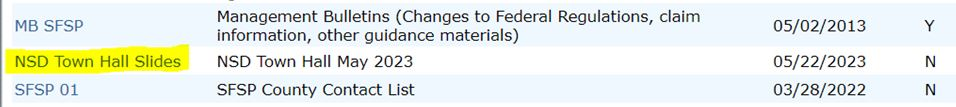 MB SFSP Management Bulletins (Changes to Federal Regulations, claim information, other guidance materials) 05/02/2013 Y
NSD Town Hall Slides NSD Town Hall May 2023 05/22/2023 N
SFSP 01 SFSP County Contact List 03/28/2022 N